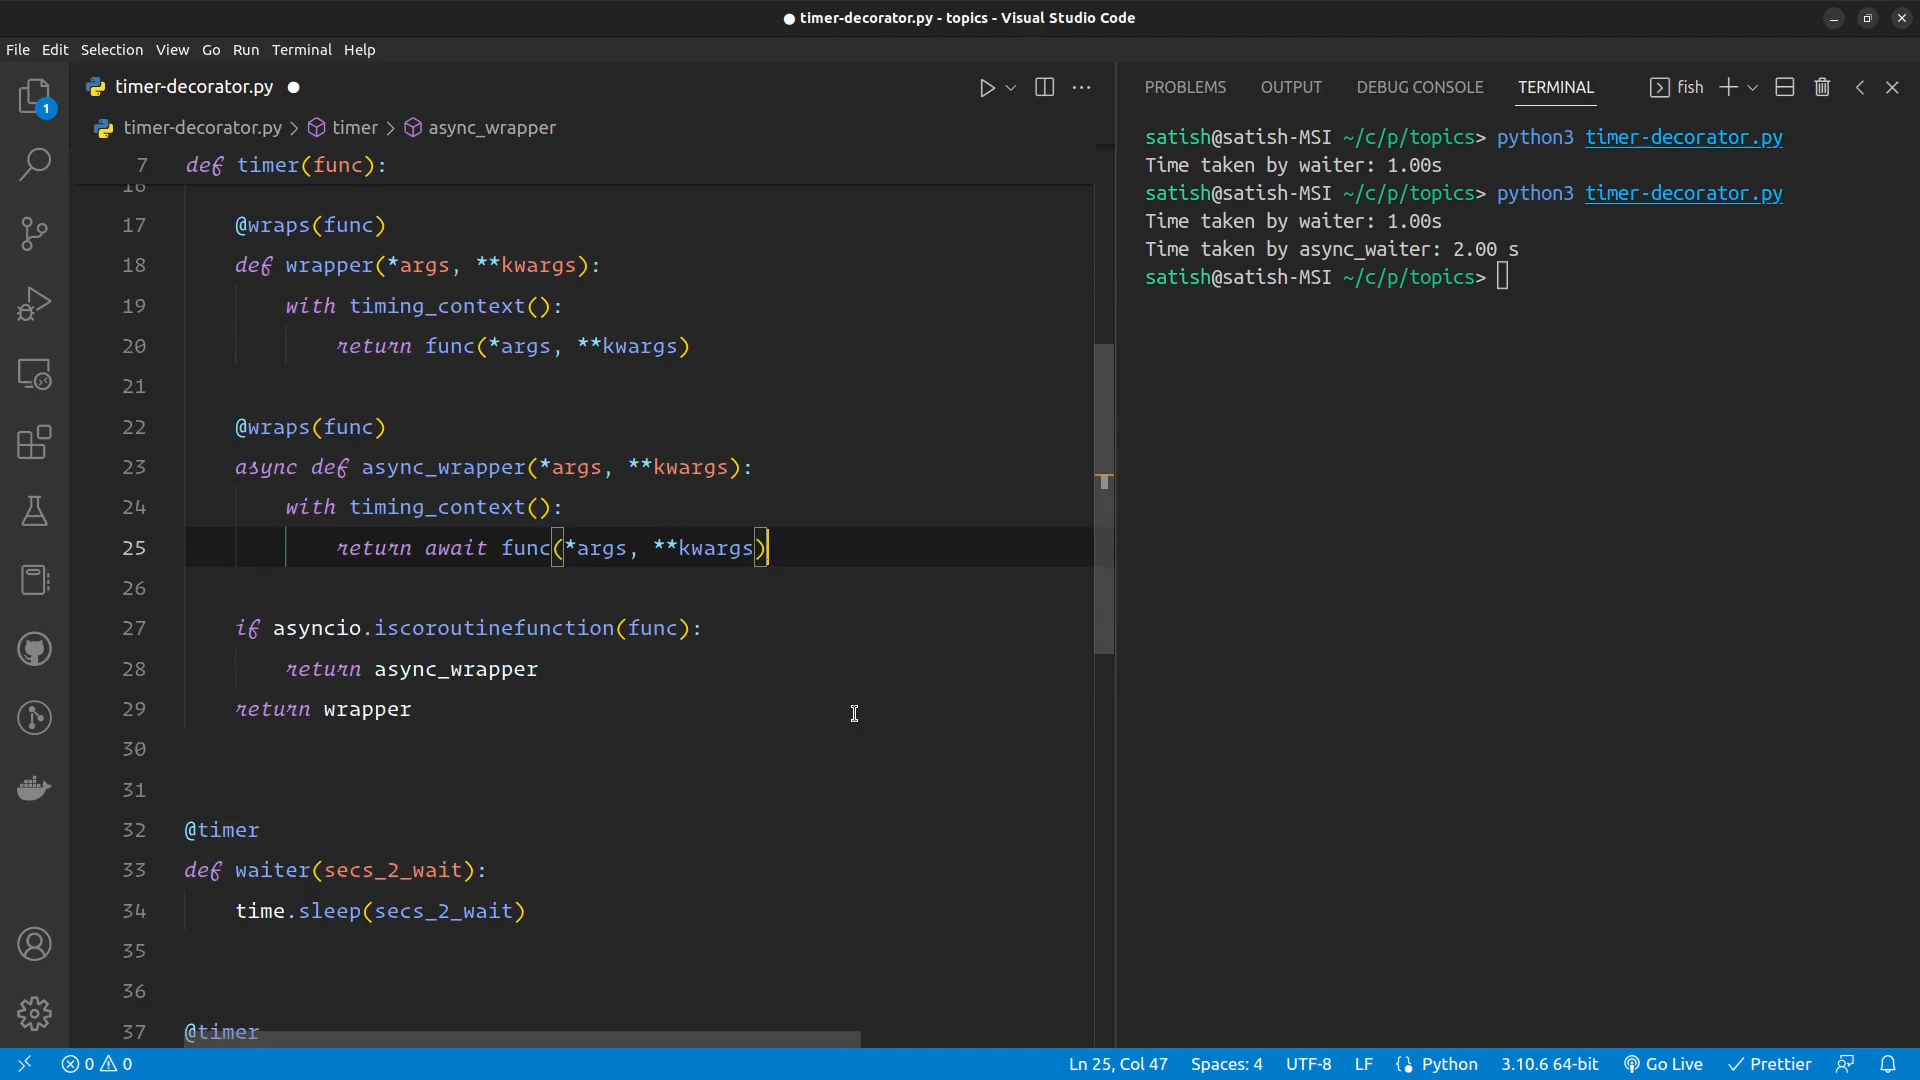 timer-decorator.py - topics - Visual Studio Code
File Edit Selection View Go Run Terminal Help
1
timer-decorator.py
timer-decorator.py > timer > async_wrapper
7 def timer(func):
16
17 @wraps(func)
18 def wrapper(*args, **kwargs):
19 with timing_context():
20 return func(*args, **kwargs)
21
22 @wraps(func)
23 async def async_wrapper(*args, **kwargs):
24 with timing_context():
25 return await func(*args, **kwargs)
26
27 if asyncio.iscoroutinefunction(func):
28 return async_wrapper
29 return wrapper
30
31
32 @timer
33 def waiter(secs_2_wait):
34 time.sleep(secs_2_wait)
35
36
37 @timer
PROBLEMS OUTPUT DEBUG CONSOLE TERMINAL fish
satish@satish-MSI ~/c/p/topics> python3 timer-decorator.py
Time taken by waiter: 1.00s
satish@satish-MSI ~/c/p/topics> python3 timer-decorator.py
Time taken by waiter: 1.00s
Time taken by async_waiter: 2.00 s
satish@satish-MSI ~/c/p/topics>
0 0 Ln 25, Col 47 Spaces: 4 UTF-8 LF Python 3.10.6 64-bit Go Live Prettier